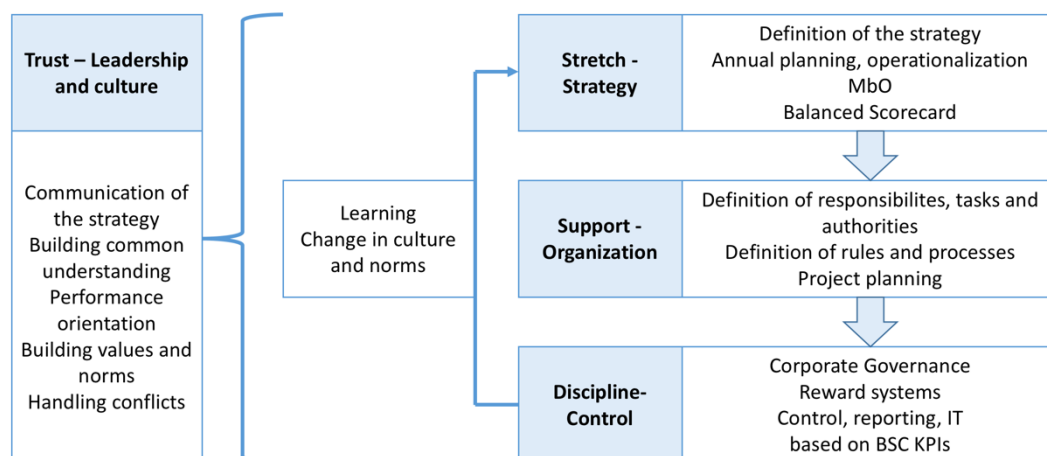 Trust – Leadership
and culture
Communication of
the strategy
Building common
understanding
Performance
orientation
Building values and
norms
Handling conflicts
Learning
Change in culture
and norms
Stretch -
Strategy
Definition of the strategy
Annual planning, operationalization
MbO
Balanced Scorecard
Support -
Organization
Definition of responsibilites, tasks and
authorities
Definition of rules and processes
Project planning
Discipline-
Control
Corporate Governance
Reward systems
Control, reporting, IT
based on BSC KPIs